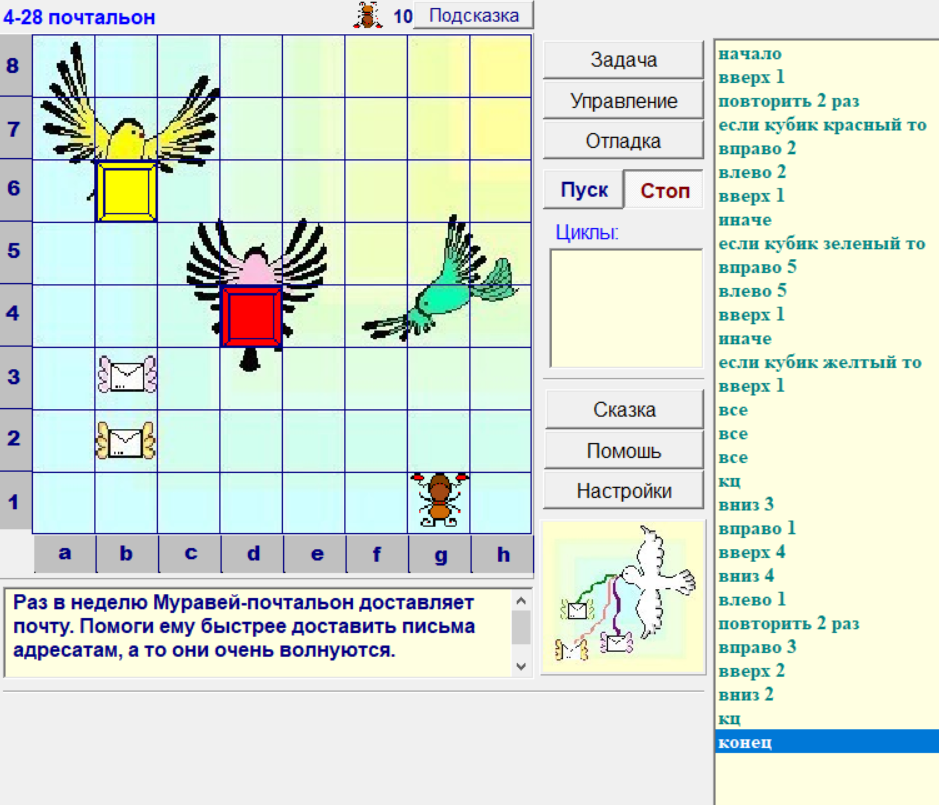 4-28 почтальон
10
Подсказка
8
7
6
5
4
3
2
1
a b c d e f g h
Раз в неделю Муравей-почтальон доставляет
почту. Помоги ему быстрее доставить письма
адресатам, а то они очень волнуются.
Задача
Управление
Отладка
Пуск Стоп
Циклы:
Сказка
Помошь
Настройки
начало
вверх 1
повторить 2 раз
если кубик красный то
вправо 2
влево 2
вверх 1
иначе
если кубик зеленый то
вправо 5
влево 5
вверх 1
иначе
если кубик желтый то
вверх 1
все
все
все
кц
вниз 3
вправо 1
вверх 4
вниз 4
влево 1
повторить 2 раз
вправо 3
вверх 2
вниз 2
кц
конец